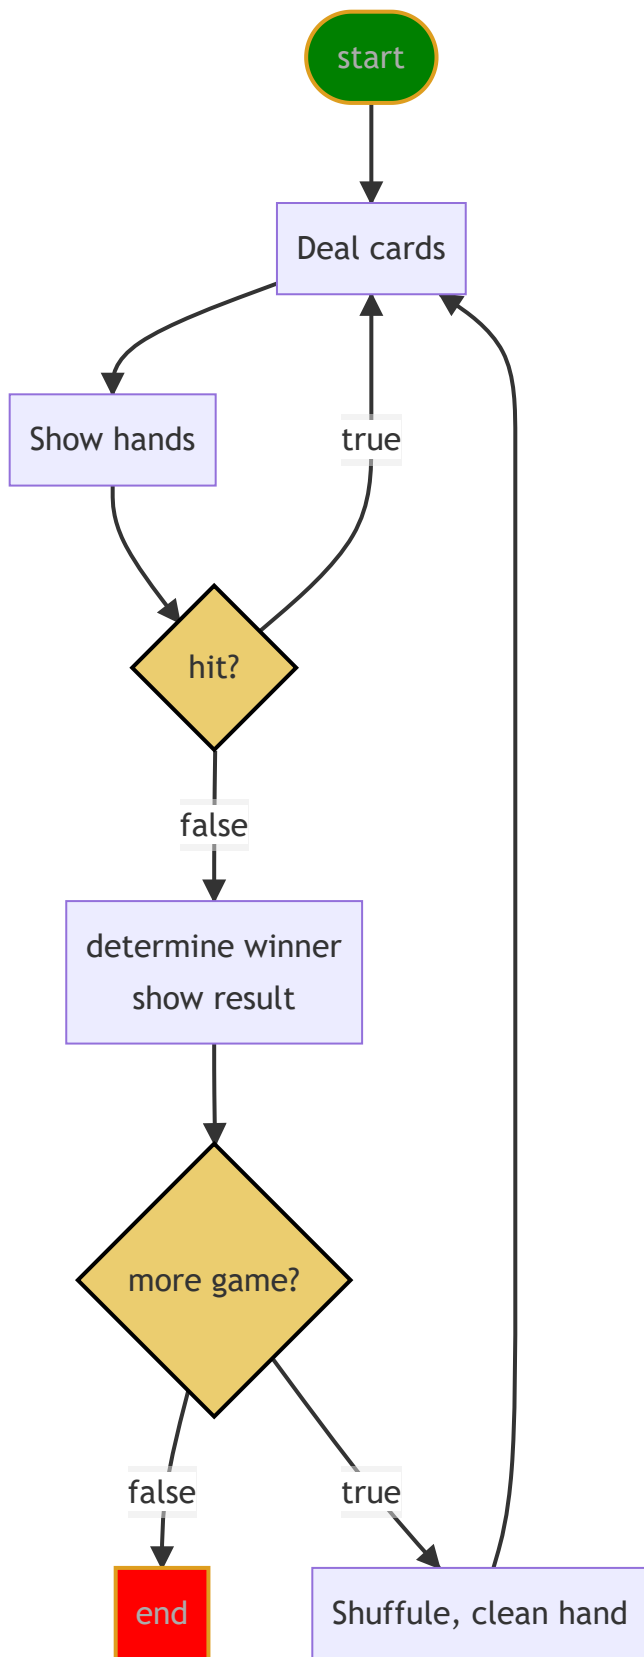 start
Deal cards
Show hands
true
hit?
false
determine winner
show result
more game?
false
true
end
Shuffule, clean hand